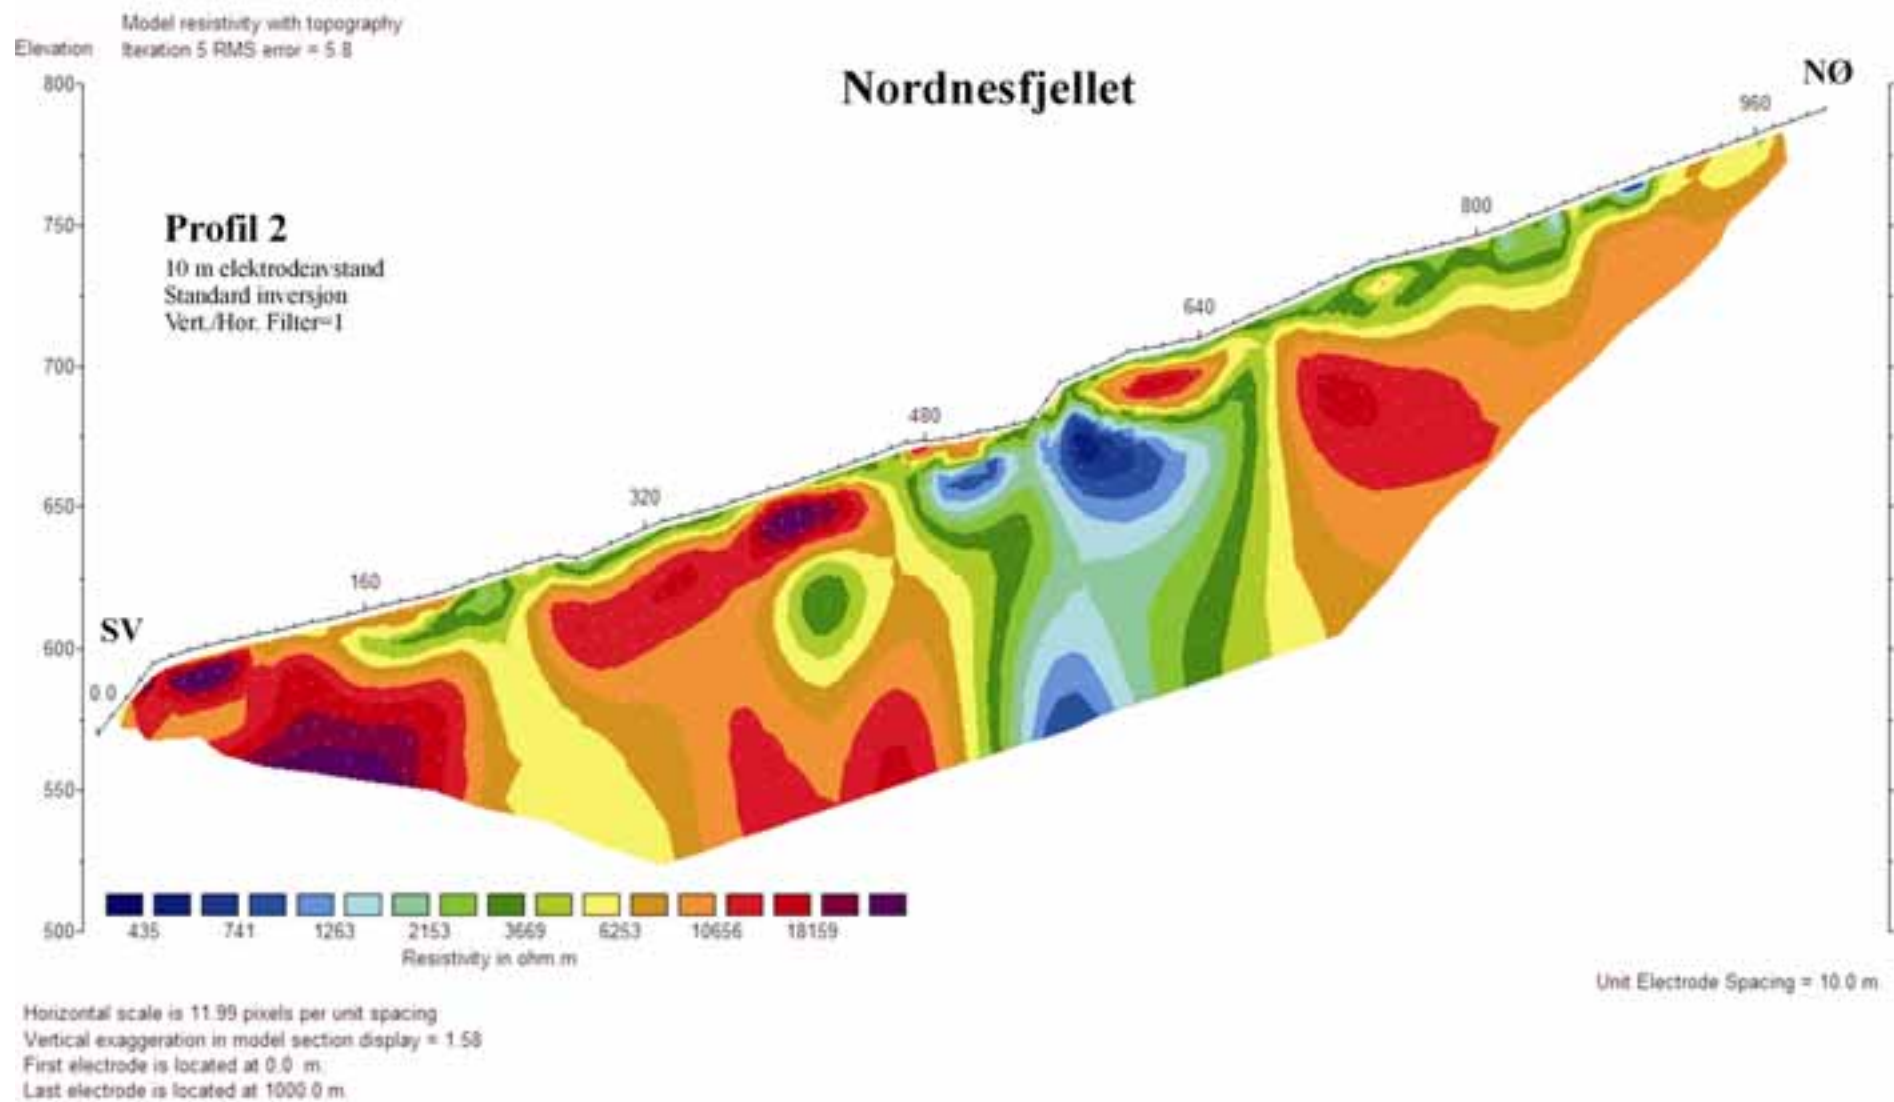 Model resistivity with topography
Elevation Iteration 5 RMS error = 5.8
Nordnesfjellet
NØ
800
960
Profil 2
750
800
10 m elektrodeavstand
Standard inversjon
Vert./Hor. Filter=1
640
700
480
650
320
160
SV
600
0.0
550
500
435 741 1263 2153 3669 6253 10656 18159
Resistivity in ohm.m
Unit Electrode Spacing = 10.0 m
Horizontal scale is 11.99 pixels per unit spacing
Vertical exaggeration in model section display = 1.58
First electrode is located at 0.0 m.
Last electrode is located at 1000.0 m.